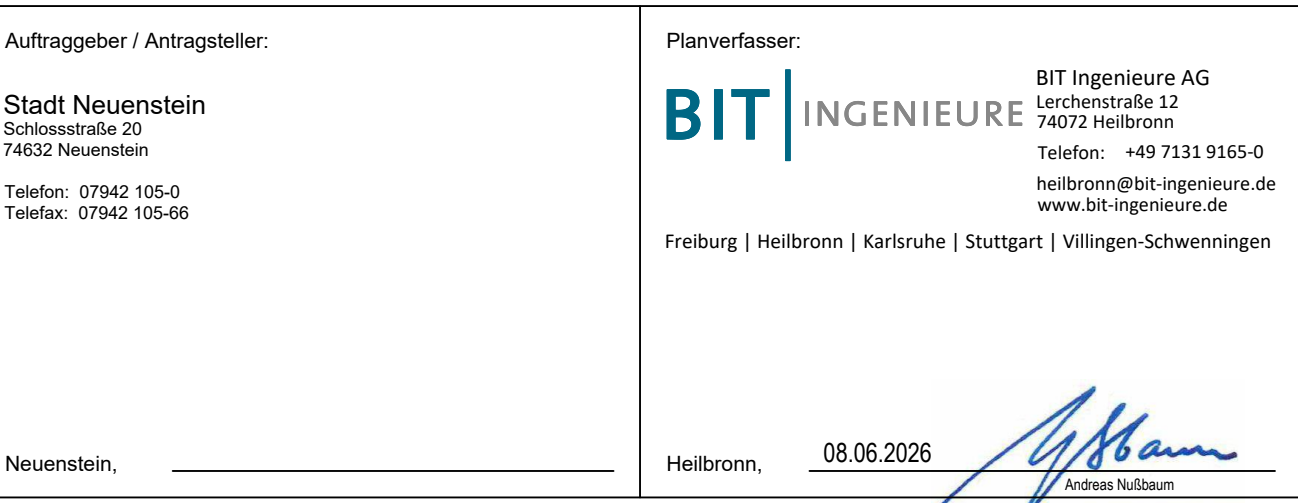 Auftraggeber / Antragsteller:
Stadt Neuenstein
Schlossstraße 20
74632 Neuenstein
Telefon: 07942 105-0
Telefax: 07942 105-66
Neuenstein,
Planverfasser:
BIT INGENIEURE
BIT Ingenieure AG
Lerchenstraße 12
74072 Heilbronn
Telefon: +49 7131 9165-0
heilbronn@bit-ingenieure.de
www.bit-ingenieure.de
Freiburg | Heilbronn | Karlsruhe | Stuttgart | Villingen-Schwenningen
Heilbronn, 08.06.2026
Andreas Nußbaum